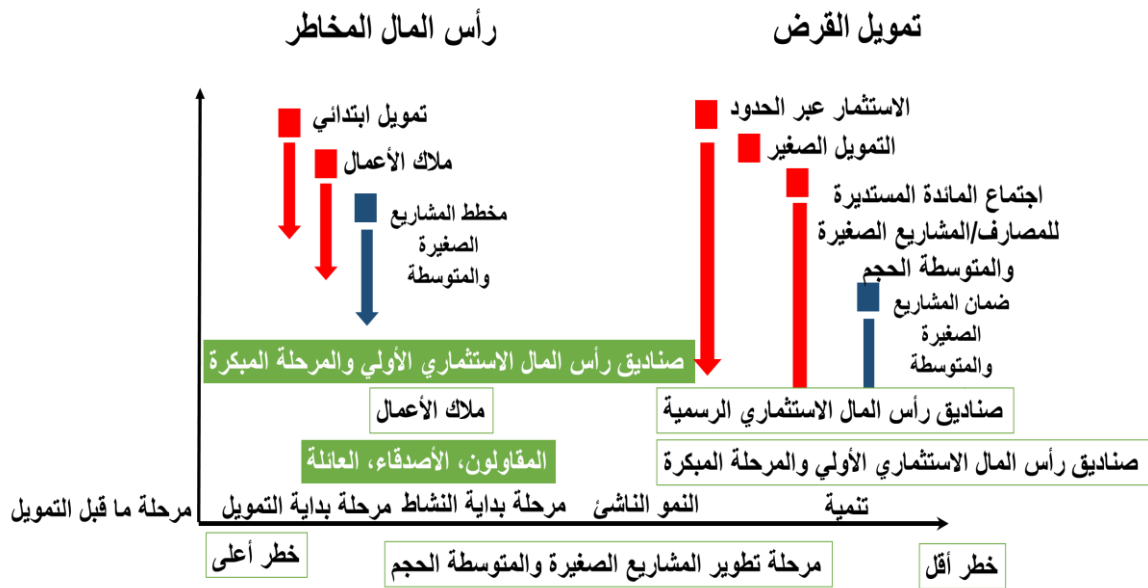 رأس المال المخاطر
تمويل القرض
تمويل ابتدائي
ملاك الأعمال
مخطط المشاريع
الصغيرة
والمتوسطة
الاستثمار عبر الحدود
التمويل الصغير
اجتماع المائدة المستديرة
للمصارف/المشاريع الصغيرة
والمتوسطة الحجم
ضمان المشاريع
الصغيرة
والمتوسطة
صناديق رأس المال الاستثماري الأولي والمرحلة المبكرة
ملاك الأعمال
المقاولون، الأصدقاء، العائلة
صناديق رأس المال الاستثماري الرسمية
صناديق رأس المال الاستثماري الأولي والمرحلة المبكرة
مرحلة ما قبل التمويل
مرحلة بداية التمويل
مرحلة بداية النشاط
النمو الناشئ
تنمية
خطر أعلى
مرحلة تطوير المشاريع الصغيرة والمتوسطة الحجم
خطر أقل